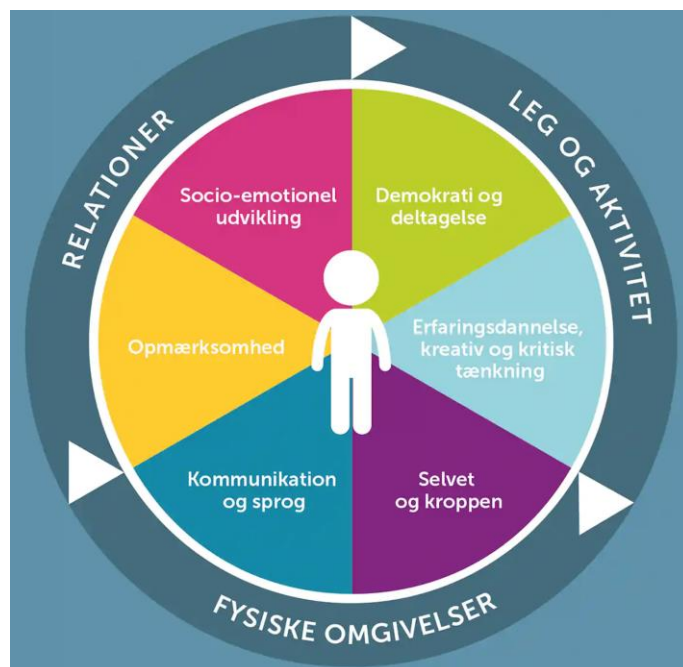 RELATIONER
LEG OG AKTIVITET
Socio-emotionel
udvikling
Demokrati og
deltagelse
Opmærksomhed
Erfaringsdannelse,
kreativ og kritisk
tænkning
Kommunikation
og sprog
Selvet
og kroppen
FYSISKE OMGIVELSER